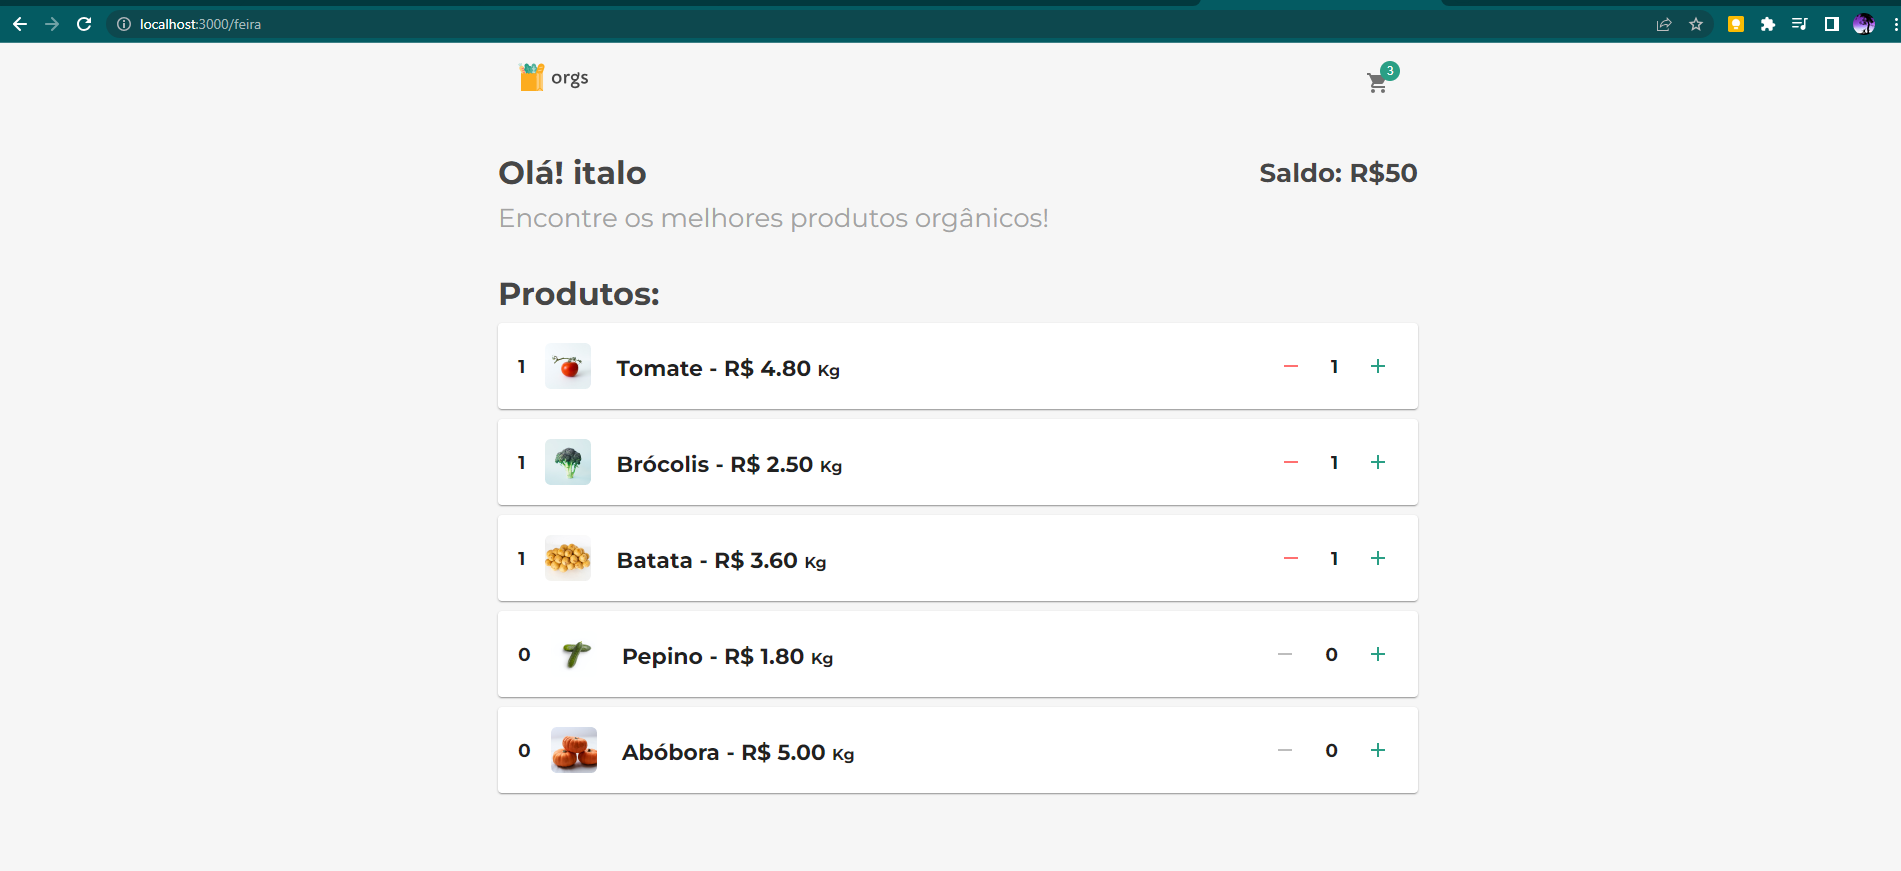 localhost:3000/feira
orgs
3
Olá! italo
Saldo: R$50
Encontre os melhores produtos orgânicos!
Produtos:
1 Tomate - R$ 4.80 Kg 1
1 Brócolis - R$ 2.50 Kg 1
1 Batata - R$ 3.60 Kg 1
0 Pepino - R$ 1.80 Kg 0
0 Abóbora - R$ 5.00 Kg 0